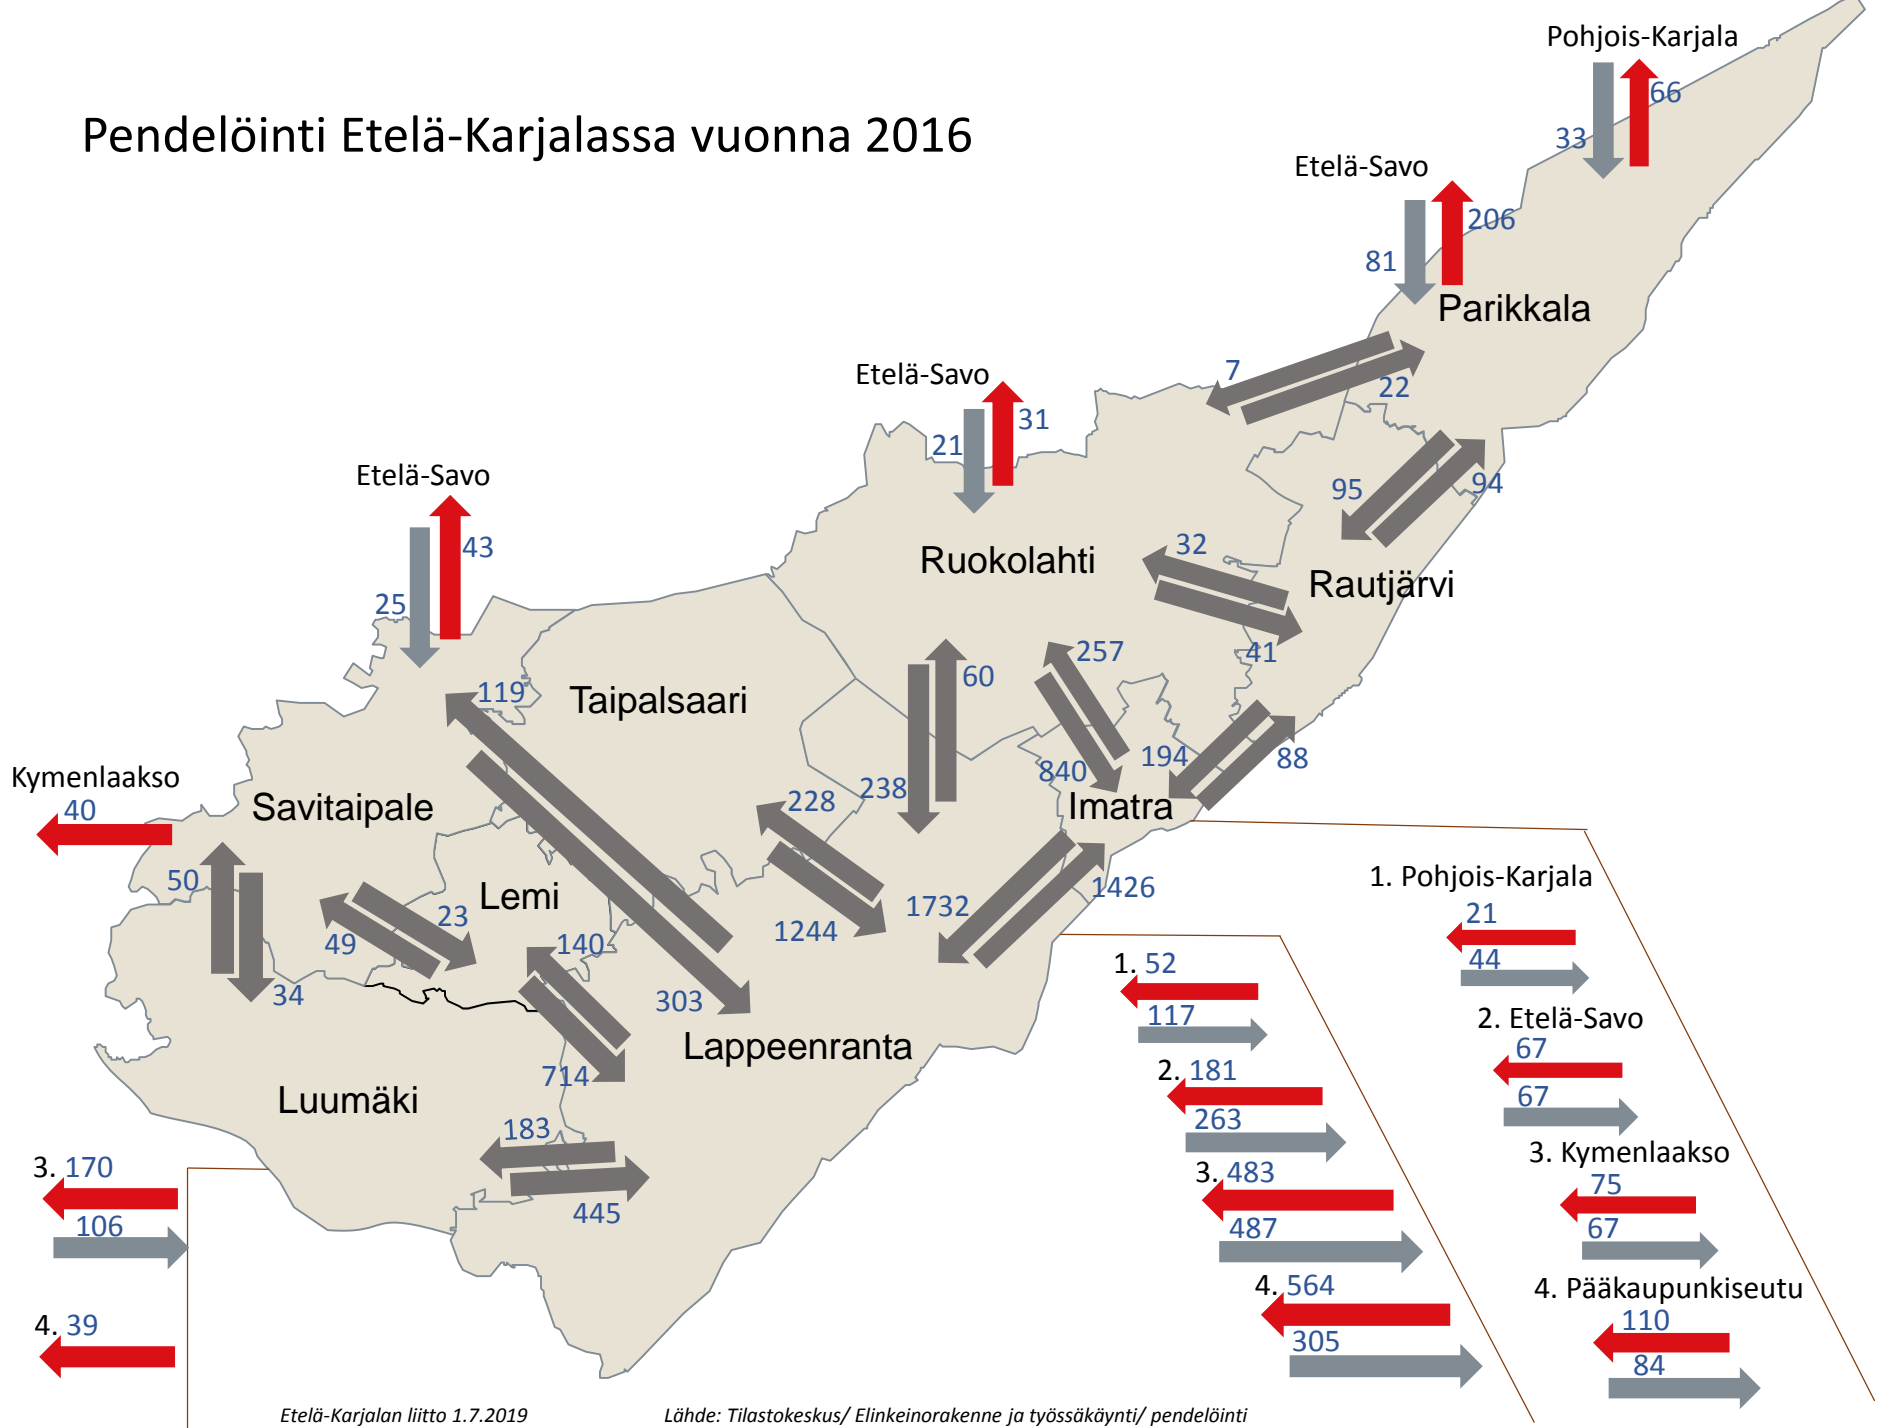 Pohjois-Karjala
66
33
Pendelöinti Etelä-Karjalassa vuonna 2016
Etelä-Savo
206
81
Parikkala
Etelä-Savo
7
22
31
21
Etelä-Savo
95
94
43
32
Ruokolahti
Rautjärvi
25
41
257
60
119
Taipalsaari
194
88
840
Kymenlaakso
40
238
228
Imatra
Savitaipale
50
1426
1. Pohjois-Karjala
Lemi
23
1732
21
1244
49
140
44
1. 52
34
303
117
2. Etelä-Savo
Lappeenranta
67
714
2. 181
67
Luumäki
263
183
3. Kymenlaakso
3. 170
3. 483
75
445
106
487
67
4. 564
4. Pääkaupunkiseutu
4. 39
110
305
84
Etelä-Karjalan liitto 1.7.2019
Lähde: Tilastokeskus/ Elinkeinorakenne ja työssäkäynti/ pendelöinti